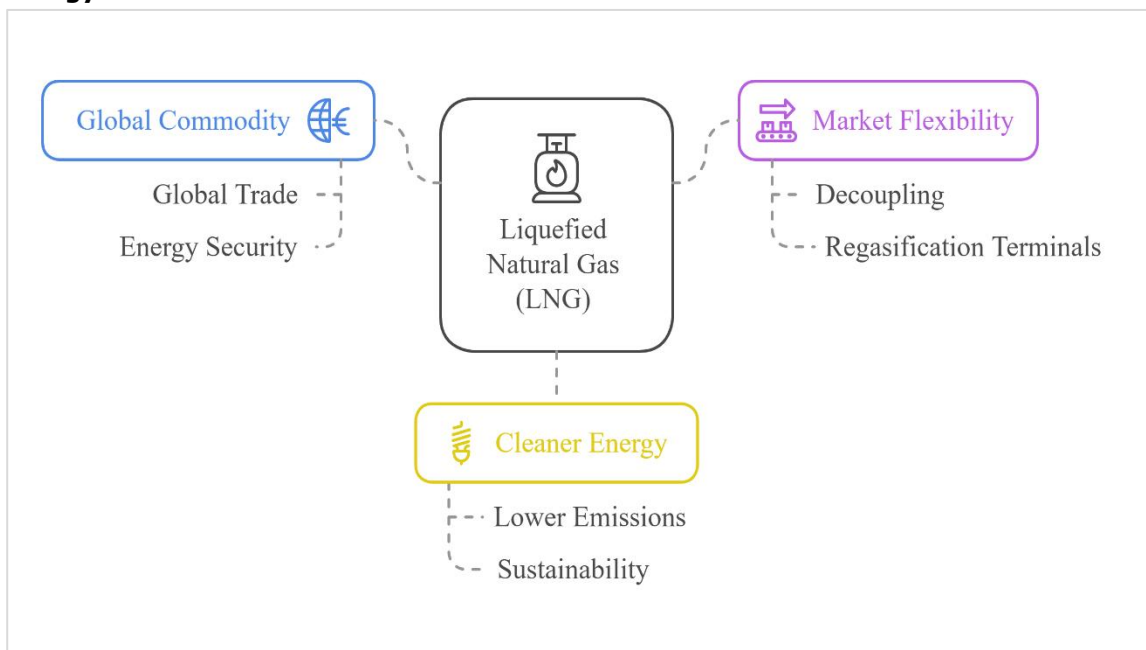 Global Commodity
Global Trade
Energy Security
Liquefied
Natural Gas
(LNG)
Market Flexibility
Decoupling
Regasification Terminals
Cleaner Energy
Lower Emissions
Sustainability